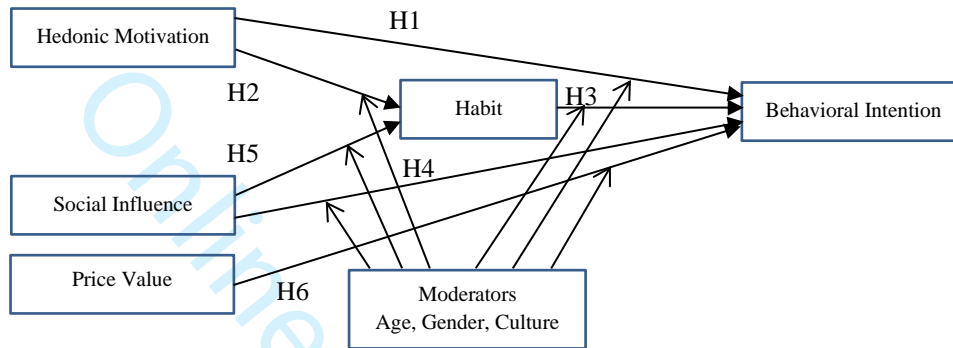 H1
Hedonic Motivation
H2
Habit
H3
Behavioral Intention
H5
H4
Social Influence
Price Value
H6
Moderators
Age, Gender, Culture
Online